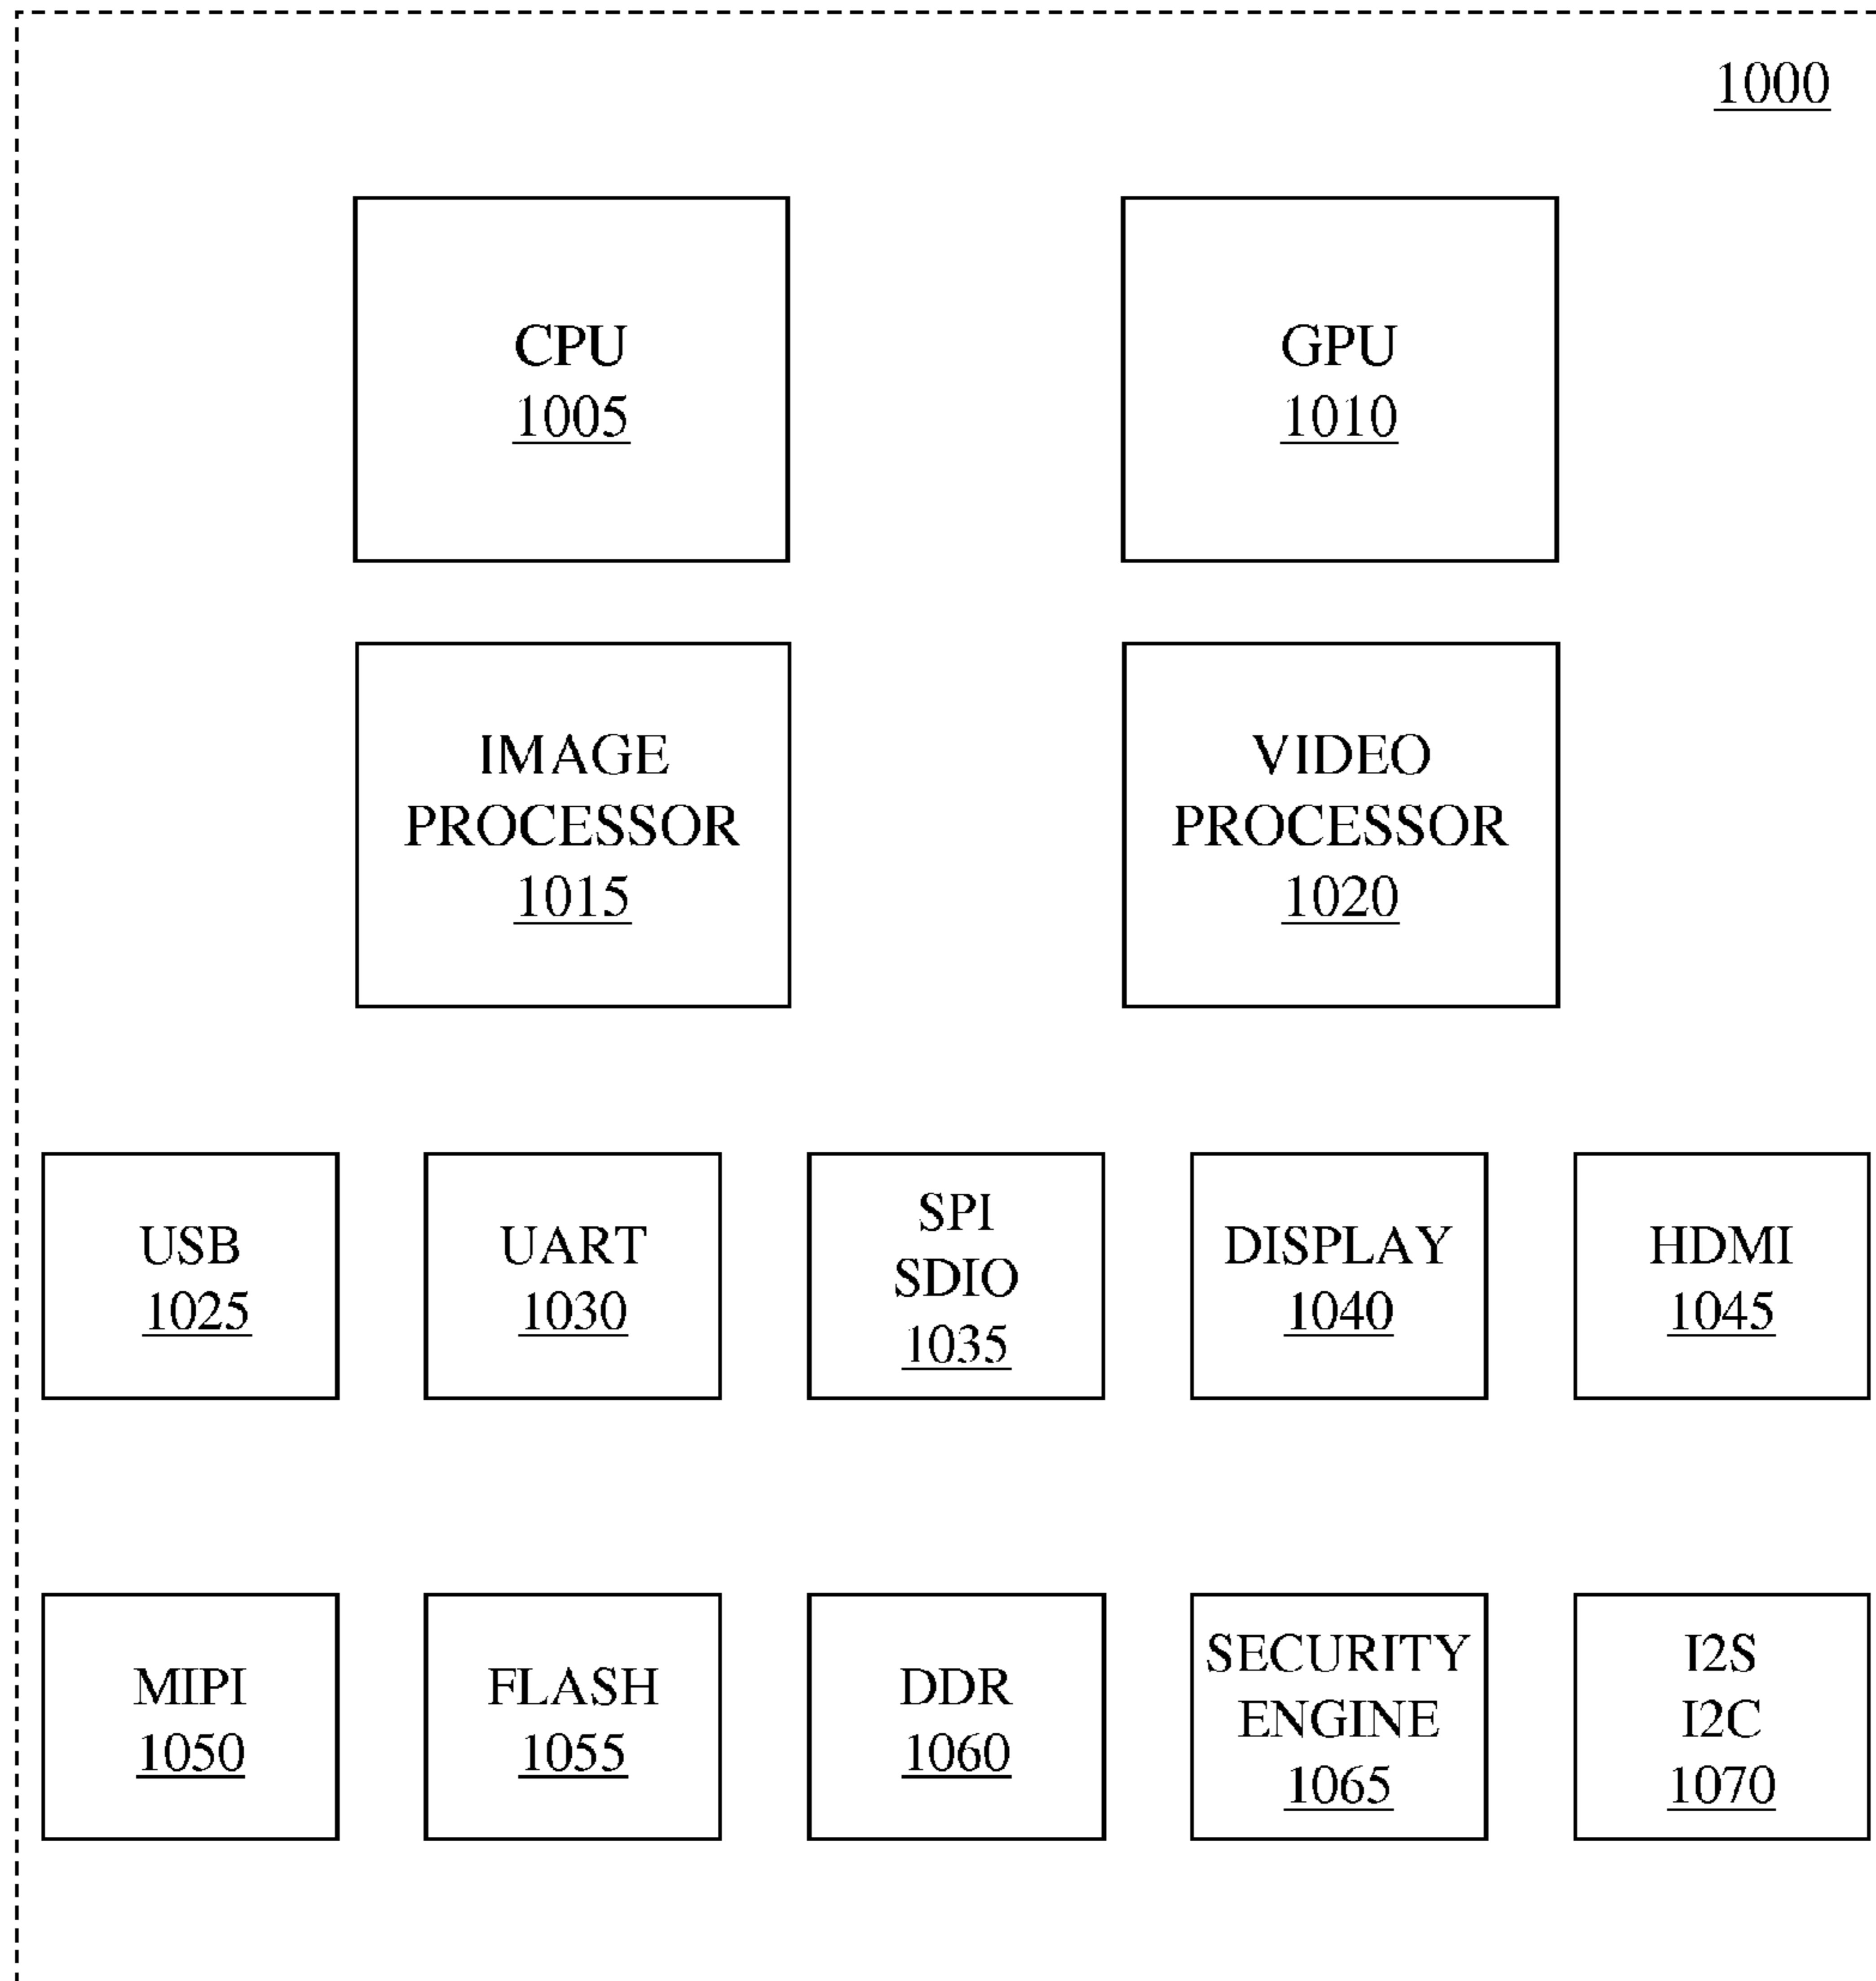 1000
CPU
1005
GPU
1010
IMAGE
PROCESSOR
1015
VIDEO
PROCESSOR
1020
USB
1025
UART
1030
SPI
SDIO
1035
DISPLAY
1040
HDMI
1045
MIPI
1050
FLASH
1055
DDR
1060
SECURITY
ENGINE
1065
I2S
I2C
1070